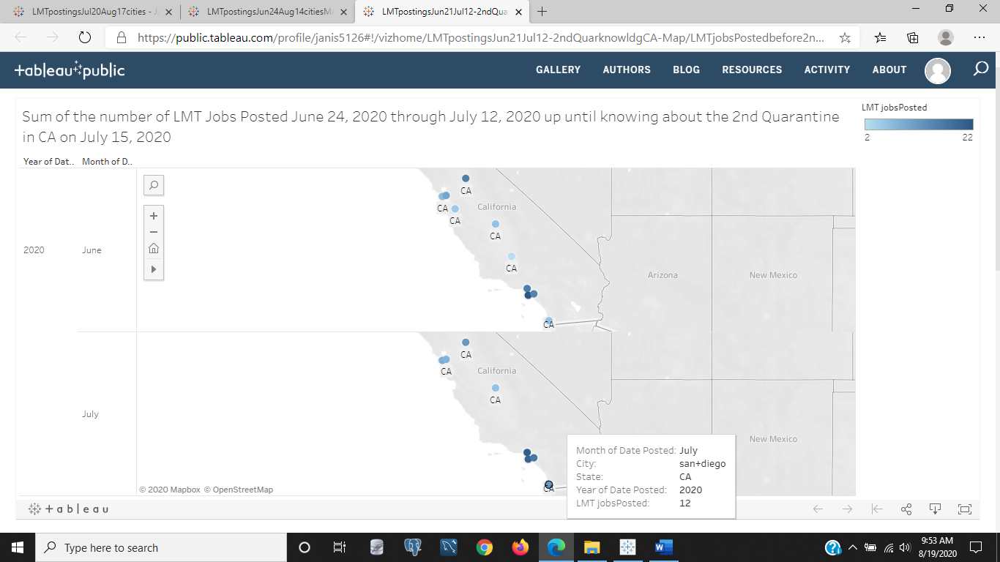 LMTpostingsJul20Aug17cities - J
LMTpostingsJun24Aug14citiesM
LMTpostingsJun21Jul12-2ndQua
https://public.tableau.com/profile/janis5126#!/vizhome/LMTpostingsJun21Jul12-2ndQuarknowldgCA-Map/LMTjobsPostedbefore2n...
+ableau public
GALLERY AUTHORS BLOG RESOURCES ACTIVITY ABOUT
Sum of the number of LMT Jobs Posted June 24, 2020 through July 12, 2020 up until knowing about the 2nd Quarantine
in CA on July 15, 2020
LMT jobsPosted
2 22
Year of Dat.. Month of D..
CA
California
CA
CA
CA
2020 June
CA
Arizona New Mexico
CA
CA
California
CA
CA
July
New Mexico
CA
Month of Date Posted: July
City: san+diego
State: CA
Year of Date Posted: 2020
LMT jobsPosted: 12
© 2020 Mapbox © OpenStreetMap
+ableau
Type here to search
9:53 AM
8/19/2020